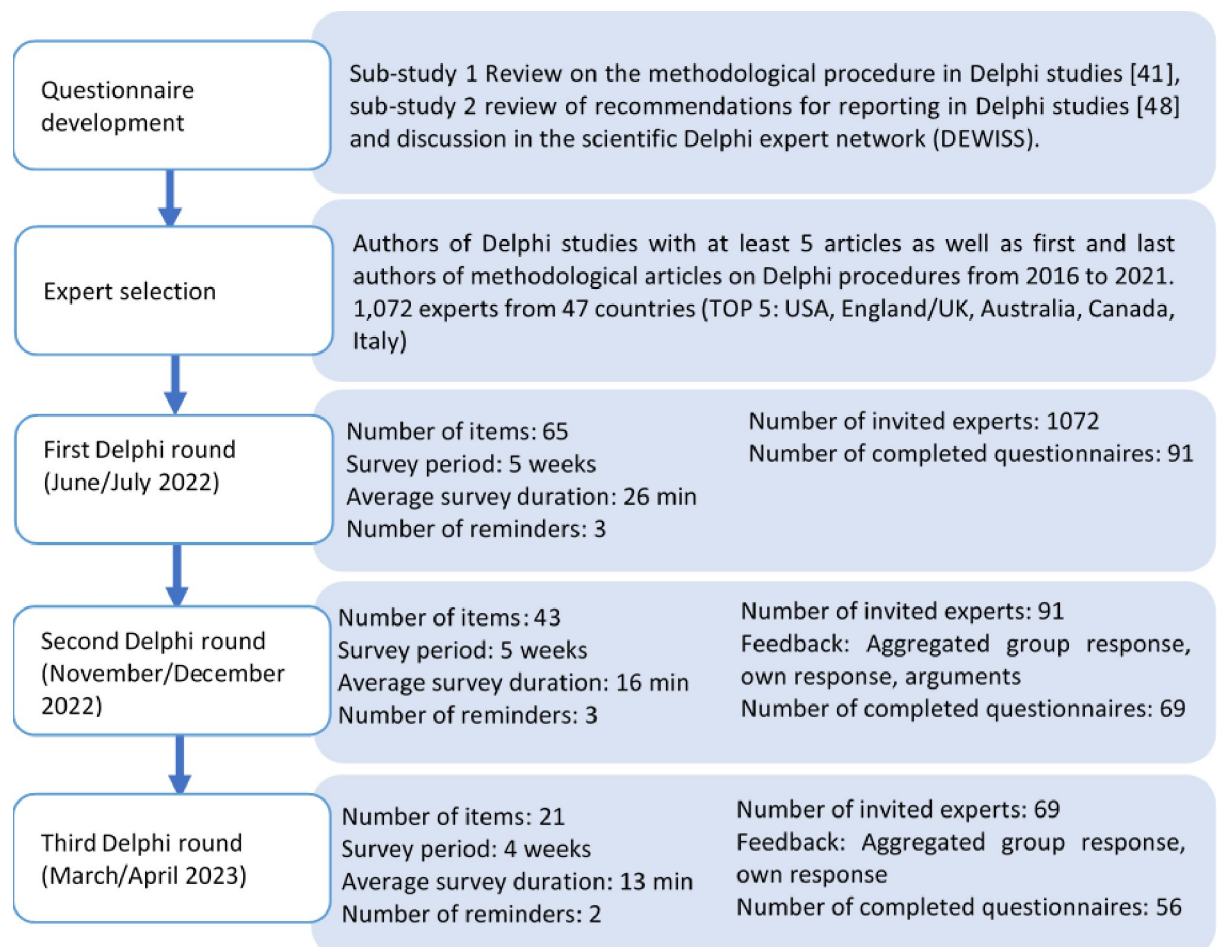 Questionnaire
development
Sub-study 1 Review on the methodological procedure in Delphi studies [41],
sub-study 2 review of recommendations for reporting in Delphi studies [48]
and discussion in the scientific Delphi expert network (DEWISS).
Expert selection
Authors of Delphi studies with at least 5 articles as well as first and last
authors of methodological articles on Delphi procedures from 2016 to 2021.
1,072 experts from 47 countries (TOP 5: USA, England/UK, Australia, Canada,
Italy)
First Delphi round
(June/July 2022)
Number of items: 65
Survey period: 5 weeks
Average survey duration: 26 min
Number of reminders: 3
Number of invited experts: 1072
Number of completed questionnaires: 91
Second Delphi round
(November/December
2022)
Number of items: 43
Survey period: 5 weeks
Average survey duration: 16 min
Number of reminders: 3
Number of invited experts: 91
Feedback: Aggregated group response,
own response, arguments
Number of completed questionnaires: 69
Third Delphi round
(March/April 2023)
Number of items: 21
Survey period: 4 weeks
Average survey duration: 13 min
Number of reminders: 2
Number of invited experts: 69
Feedback: Aggregated group response,
own response
Number of completed questionnaires: 56